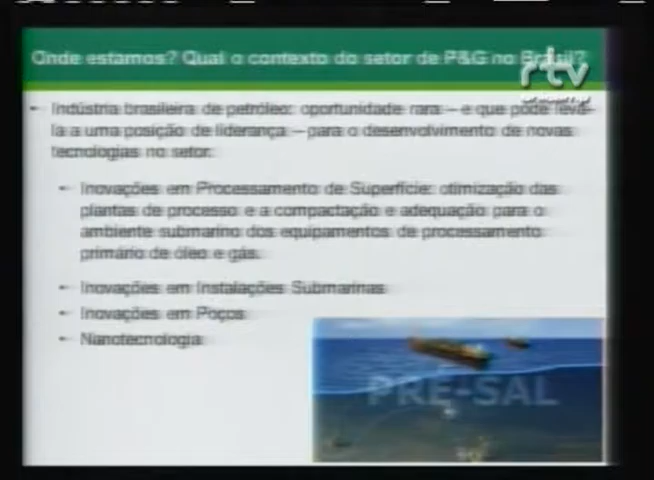 Onde estamos? Qual o contexto do setor de P&G no Brasil?
rtv
- Indústria brasileira de petróleo: oportunidade rara – e que pode levá-
la a uma posição de liderança – para o desenvolvimento de novas
tecnologias no setor.
- Inovações em Processamento de Superfície: otimização das
plantas de processo e a compactação e adequação para o
ambiente submarino dos equipamentos de processamento
primário de óleo e gás.
- Inovações em Instalações Submarinas
- Inovações em Poços
- Nanotecnologia
PRÉ-SAL